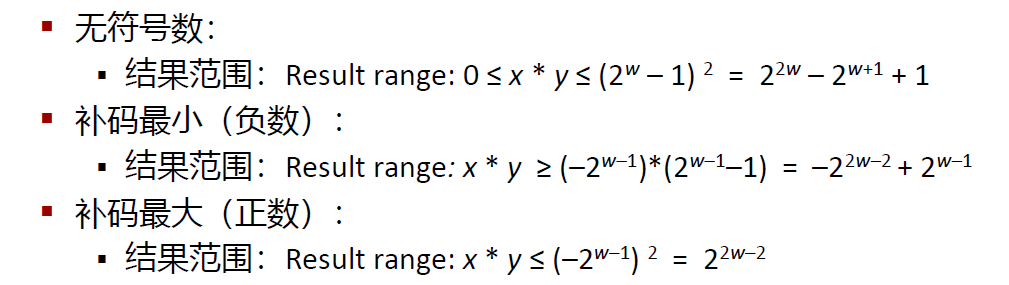 ▪ 无符号数：
▪ 结果范围：Result range: 0 ≤ x * y ≤ (2ʷ – 1) ² = 2²ʷ – 2ʷ⁺¹ + 1
▪ 补码最小（负数）:
▪ 结果范围：Result range: x * y ≥ (–2ʷ⁻¹)*(2ʷ⁻¹–1) = –2²ʷ⁻² + 2ʷ⁻¹
▪ 补码最大（正数）:
▪ 结果范围：Result range: x * y ≤ (–2ʷ⁻¹) ² = 2²ʷ⁻²